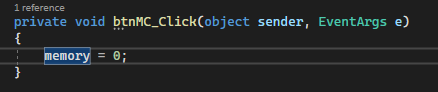 1 reference
private void btnMC_Click(object sender, EventArgs e)
{
memory = 0;
}